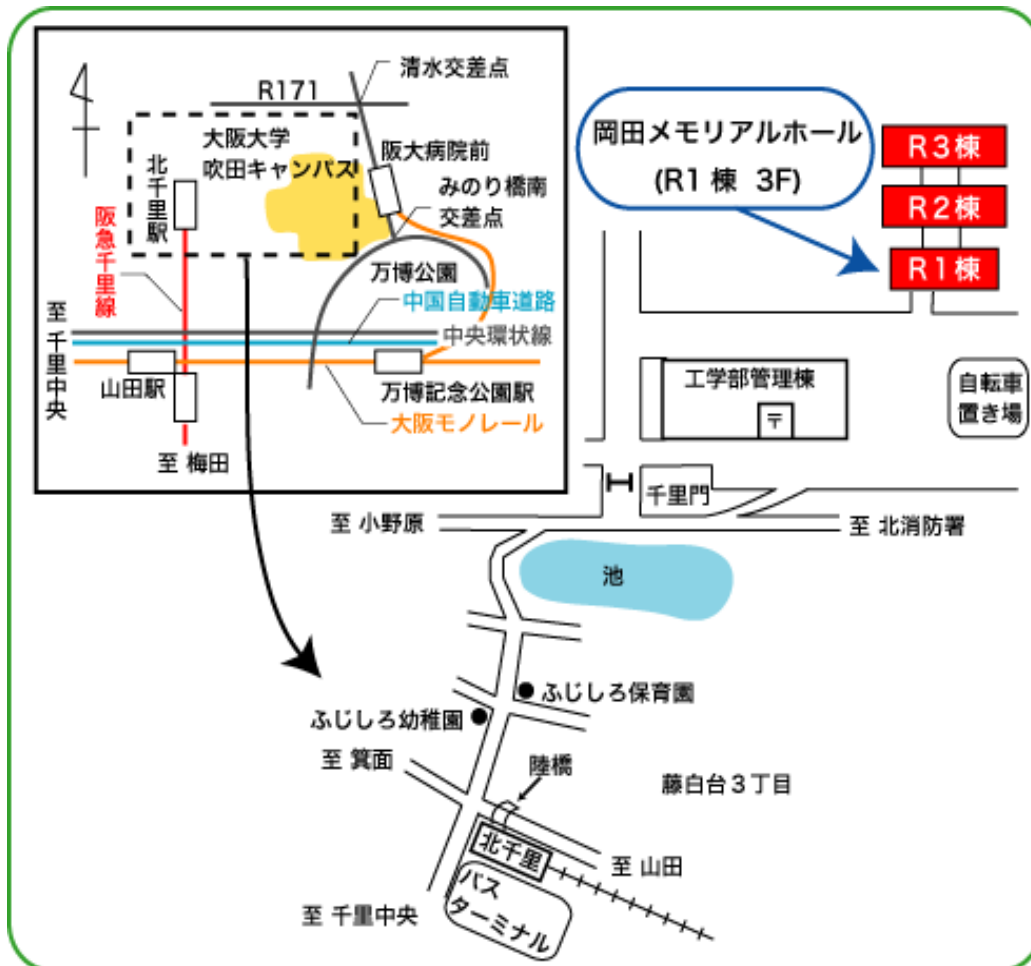 清水交差点
R171
大阪大学
吹田キャンパス
阪大病院前
北千里駅
みのり橋南
交差点
阪急千里線
万博公園
中国自動車道路
至千里中央
中央環状線
山田駅
万博記念公園駅
大阪モノレール
至 梅田
岡田メモリアルホール
(R1 棟 3F)
R3棟
R2棟
R1棟
工学部管理棟
〒
自転車
置き場
千里門
至 小野原
至 北消防署
池
ふじしろ保育園
ふじしろ幼稚園
至 箕面
陸橋
藤白台3丁目
北千里
至 山田
バス
ターミナル
至 千里中央